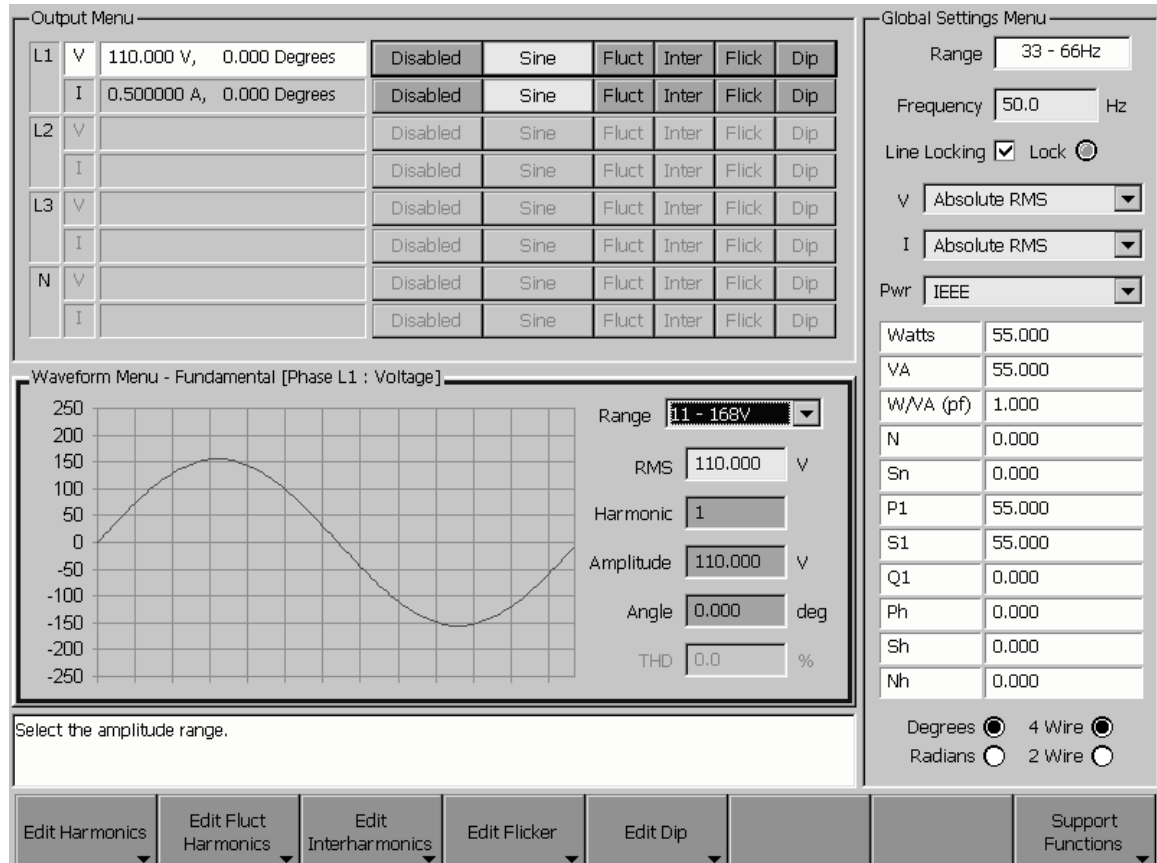 Output Menu
L1 V 110.000 V, 0.000 Degrees Disabled Sine Fluct Inter Flick Dip
I 0.500000 A, 0.000 Degrees Disabled Sine Fluct Inter Flick Dip
L2 V Disabled Sine Fluct Inter Flick Dip
I Disabled Sine Fluct Inter Flick Dip
L3 V Disabled Sine Fluct Inter Flick Dip
I Disabled Sine Fluct Inter Flick Dip
N V Disabled Sine Fluct Inter Flick Dip
I Disabled Sine Fluct Inter Flick Dip
Waveform Menu - Fundamental [Phase L1 : Voltage]
250
200
150
100
50
0
-50
-100
-150
-200
-250
Range 11 - 168V
RMS 110.000 V
Harmonic 1
Amplitude 110.000 V
Angle 0.000 deg
THD 0.0 %
Select the amplitude range.
Global Settings Menu
Range 33 - 66Hz
Frequency 50.0 Hz
Line Locking Lock
V Absolute RMS
I Absolute RMS
Pwr IEEE
Watts 55.000
VA 55.000
W/VA (pf) 1.000
N 0.000
Sn 0.000
P1 55.000
S1 55.000
Q1 0.000
Ph 0.000
Sh 0.000
Nh 0.000
Degrees 4 Wire
Radians 2 Wire
Edit Harmonics
Edit Fluct
Harmonics
Edit
Interharmonics
Edit Flicker
Edit Dip
Support
Functions